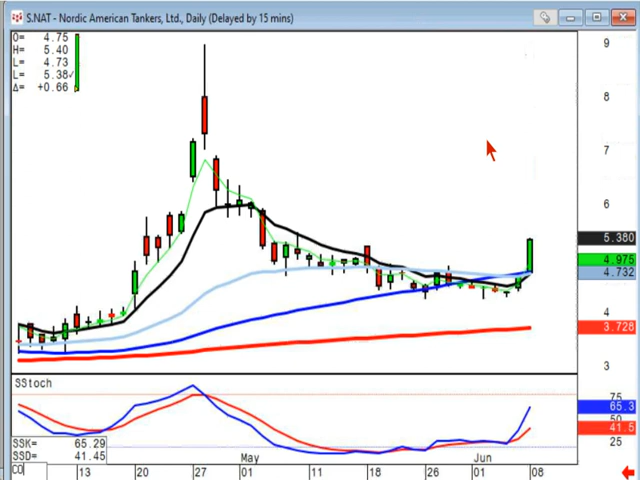 S.NAT - Nordic American Tankers, Ltd., Daily (Delayed by 15 mins)
O= 4.75
H= 5.40
L= 4.73
L= 5.38✓
Δ= +0.66
9
8
7
6
5.380
4.975
4.732
4
3.728
3
SStoch
75
65.3
41.5
25
SSK= 65.29
SSD= 41.45
May
Jun
CO
13
20
27
01
11
18
26
01
08